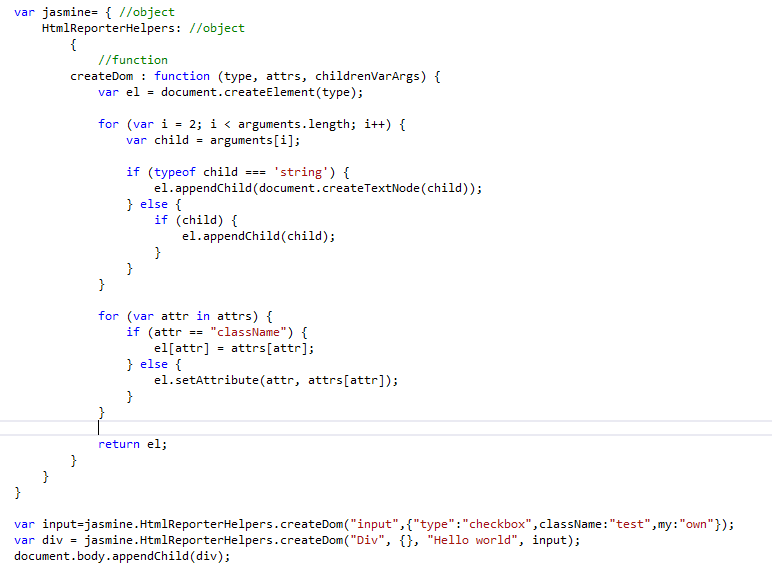 var jasmine= { //object
    HtmlReporterHelpers: //object
        {
            //function
        createDom : function (type, attrs, childrenVarArgs) {
            var el = document.createElement(type);

            for (var i = 2; i < arguments.length; i++) {
                var child = arguments[i];

                if (typeof child === 'string') {
                    el.appendChild(document.createTextNode(child));
                } else {
                    if (child) {
                        el.appendChild(child);
                    }
                }
            }

            for (var attr in attrs) {
                if (attr == "className") {
                    el[attr] = attrs[attr];
                } else {
                    el.setAttribute(attr, attrs[attr]);
                }
            }

            return el;
        }
    }
}

var input=jasmine.HtmlReporterHelpers.createDom("input",{"type":"checkbox",className:"test",my:"own"});
var div = jasmine.HtmlReporterHelpers.createDom("Div", {}, "Hello world", input);
document.body.appendChild(div);